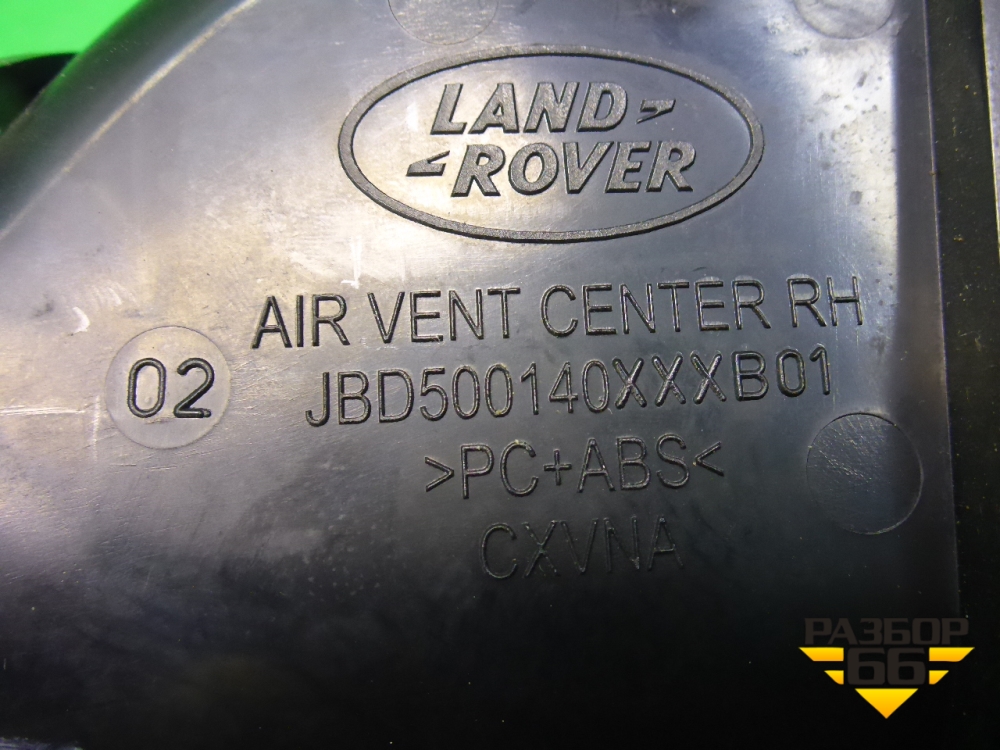 LAND
ROVER
AIR VENT CENTER RH
02
JBD500140XXXB01
>PC+ABS<
CXVNA
РАЗБОР
66